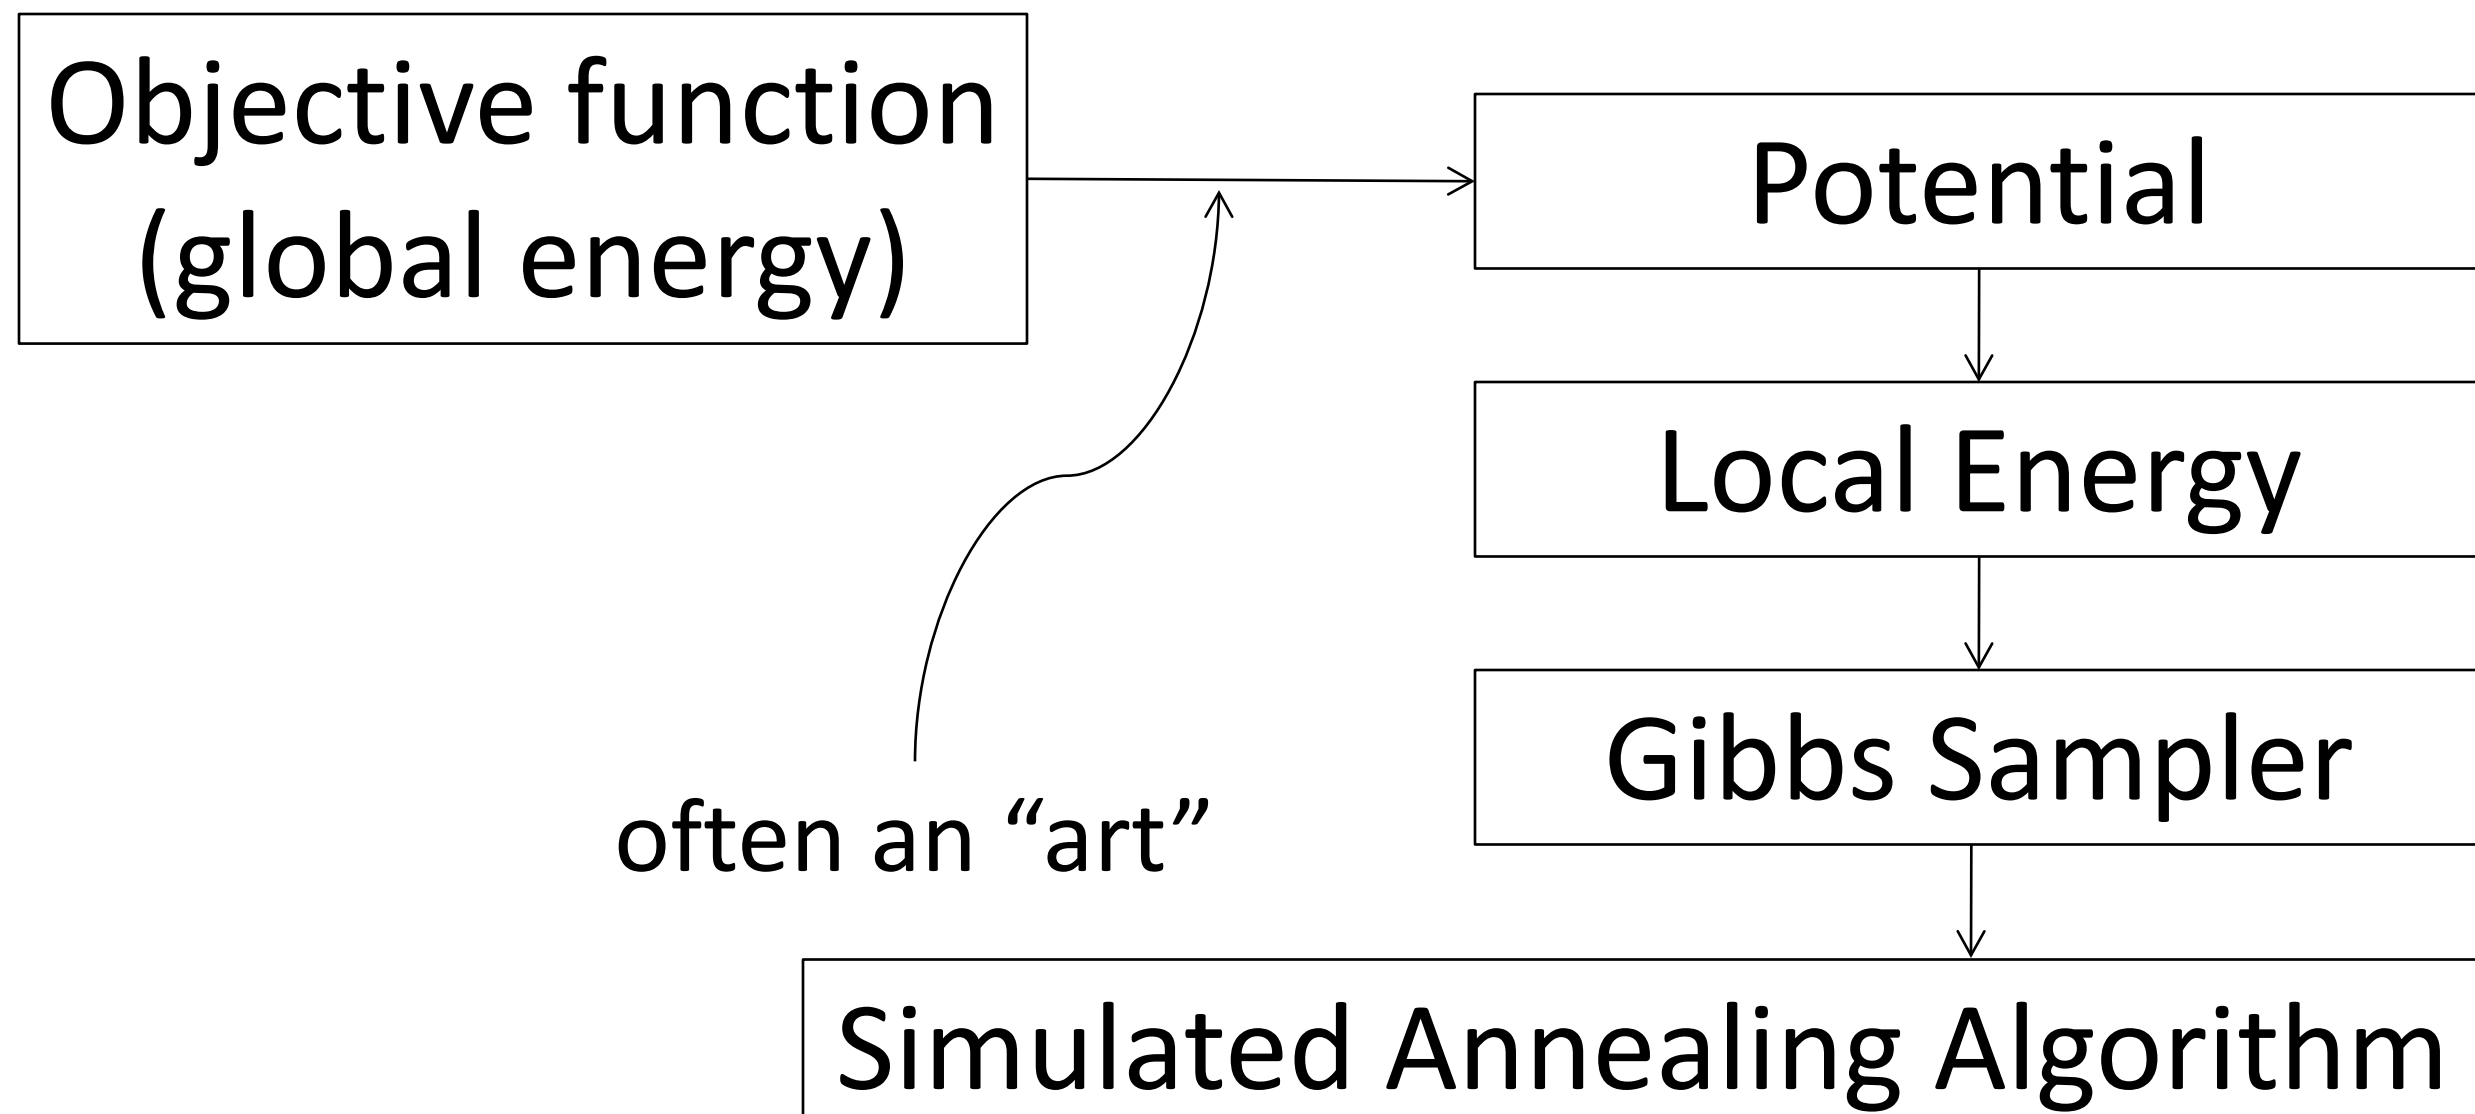 Objective function
(global energy)
Potential
Local Energy
Gibbs Sampler
often an “art”
Simulated Annealing Algorithm